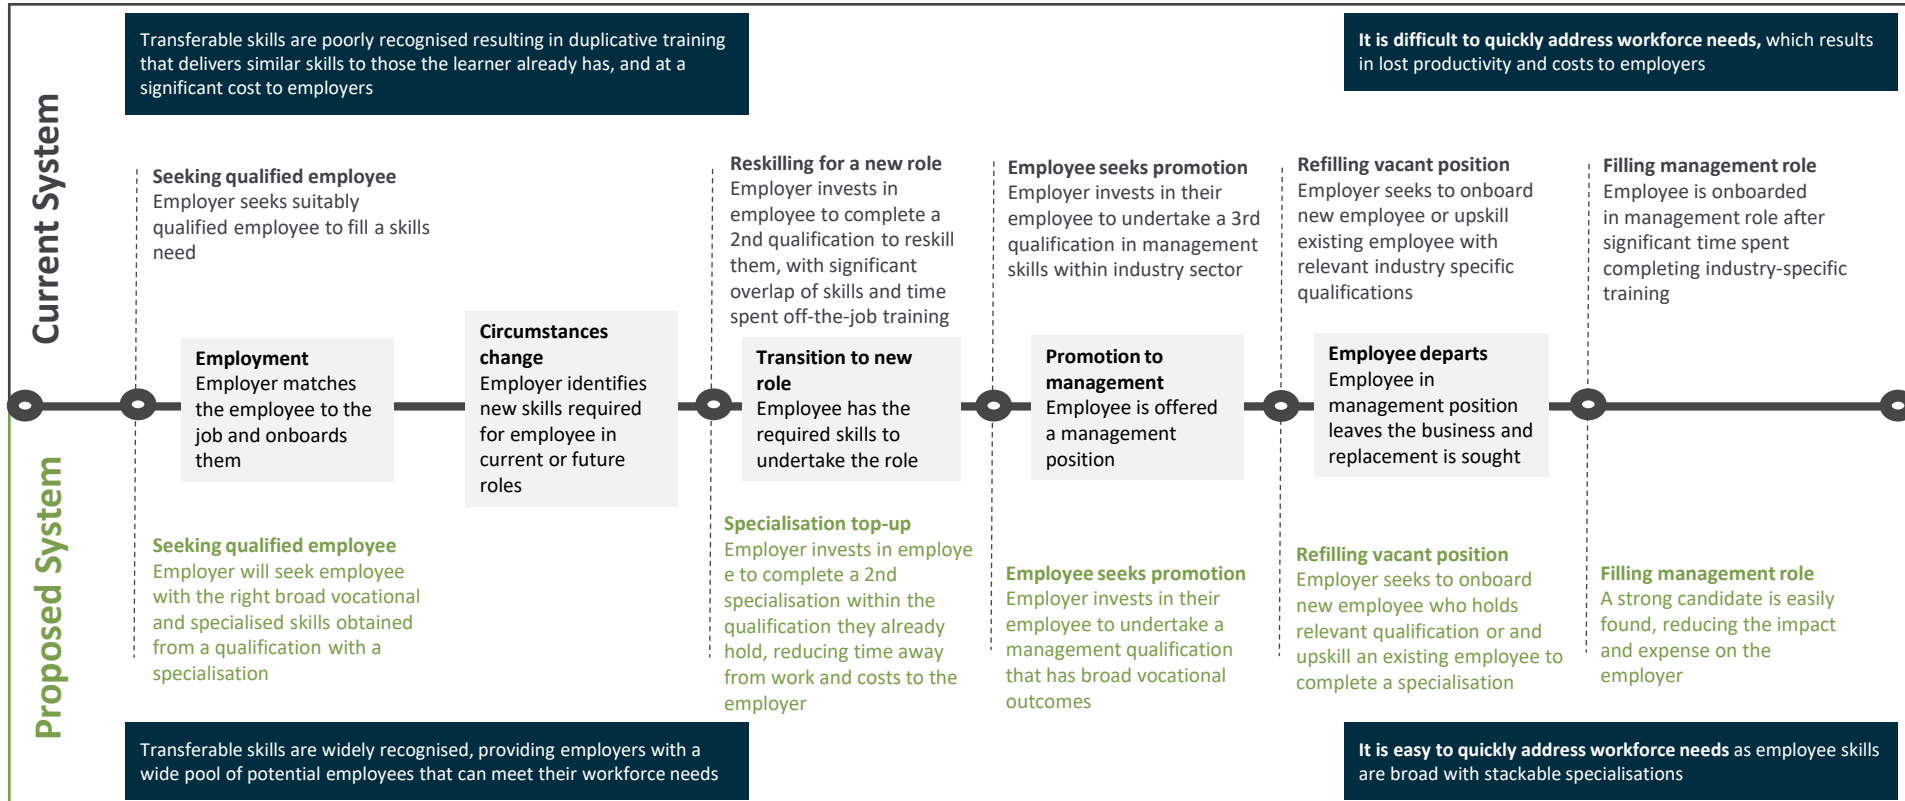 Transferable skills are poorly recognised resulting in duplicative training
that delivers similar skills to those the learner already has, and at a
significant cost to employers
It is difficult to quickly address workforce needs, which results
in lost productivity and costs to employers
Current System
Seeking qualified employee
Employer seeks suitably
qualified employee to fill a skills
need
Reskilling for a new role
Employer invests in
employee to complete a
2nd qualification to reskill
them, with significant
overlap of skills and time
spent off-the-job training
Employee seeks promotion
Employer invests in their
employee to undertake a 3rd
qualification in management
skills within industry sector
Refilling vacant position
Employer seeks to onboard
new employee or upskill
existing employee with
relevant industry specific
qualifications
Filling management role
Employee is onboarded
in management role after
significant time spent
completing industry-specific
training
Employment
Employer matches
the employee to the
job and onboards
them
Circumstances
change
Employer identifies
new skills required
for employee in
current or future
roles
Transition to new
role
Employee has the
required skills to
undertake the role
Promotion to
management
Employee is offered
a management
position
Employee departs
Employee in
management position
leaves the business and
replacement is sought
Proposed System
Seeking qualified employee
Employer will seek employee
with the right broad vocational
and specialised skills obtained
from a qualification with a
specialisation
Specialisation top-up
Employer invests in employe
e to complete a 2nd
specialisation within the
qualification they already
hold, reducing time away
from work and costs to the
employer
Employee seeks promotion
Employer invests in their
employee to undertake a
management qualification
that has broad vocational
outcomes
Refilling vacant position
Employer seeks to onboard
new employee who holds
relevant qualification or and
upskill an existing employee to
complete a specialisation
Filling management role
A strong candidate is easily
found, reducing the impact
and expense on the
employer
Transferable skills are widely recognised, providing employers with a
wide pool of potential employees that can meet their workforce needs
It is easy to quickly address workforce needs as employee skills
are broad with stackable specialisations